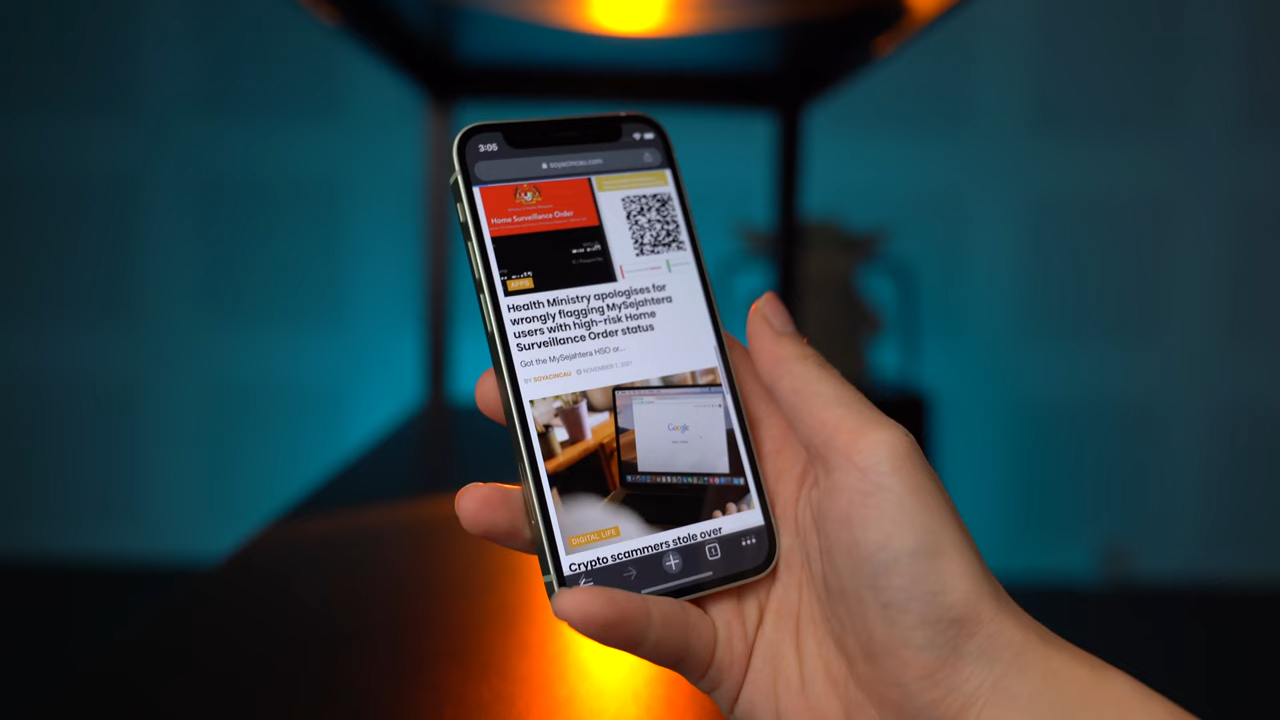 3:05
soyacincau.com
Home Surveillance Order
APPS
Health Ministry apologises for
wrongly flagging MySejahtera
users with high-risk Home
Surveillance Order status
Got the MySejahtera HSO or...
BY SOYACINCAU NOVEMBER 7, 2021
Google
DIGITAL LIFE
Crypto scammers stole over
1